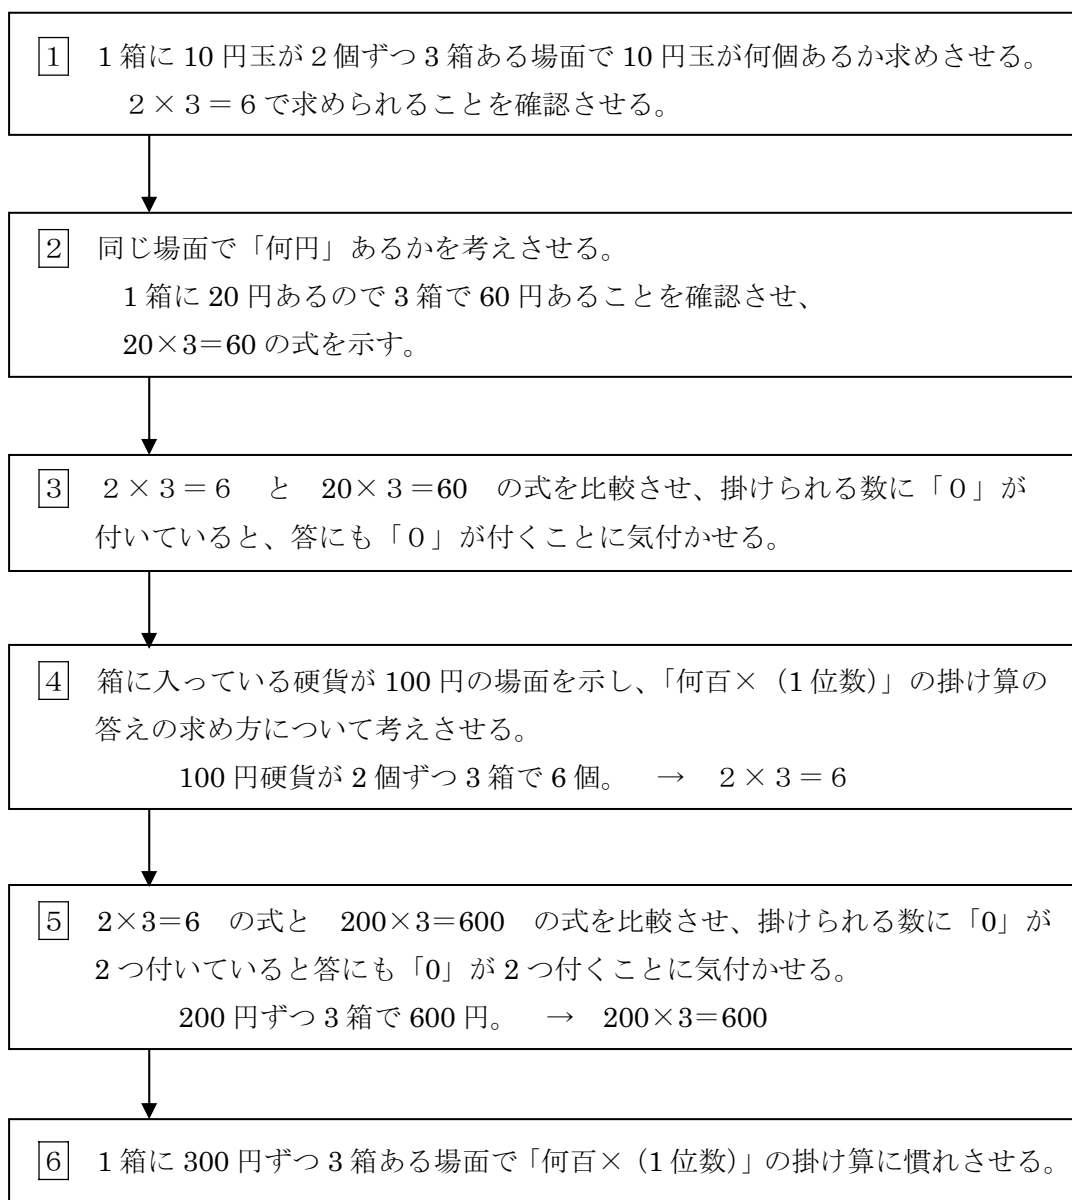 1 1箱に10円玉が2個ずつ3箱ある場面で10円玉が何個あるか求めさせる。
2×3=6で求められることを確認させる。
2 同じ場面で「何円」あるかを考えさせる。
1箱に20円あるので3箱で60円あることを確認させ、
20×3=60の式を示す。
3 2×3=6 と 20×3=60 の式を比較させ、掛けられる数に「0」が
付いていると、答にも「0」が付くことに気付かせる。
4 箱に入っている硬貨が100円の場面を示し、「何百×(1位数)」の掛け算の
答えの求め方について考えさせる。
100円硬貨が2個ずつ3箱で6個。 → 2×3=6
5 2×3=6 の式と 200×3=600 の式を比較させ、掛けられる数に「0」が
2つ付いていると答にも「0」が2つ付くことに気付かせる。
200円ずつ3箱で600円。 → 200×3=600
6 1箱に300円ずつ3箱ある場面で「何百×(1位数)」の掛け算に慣れさせる。